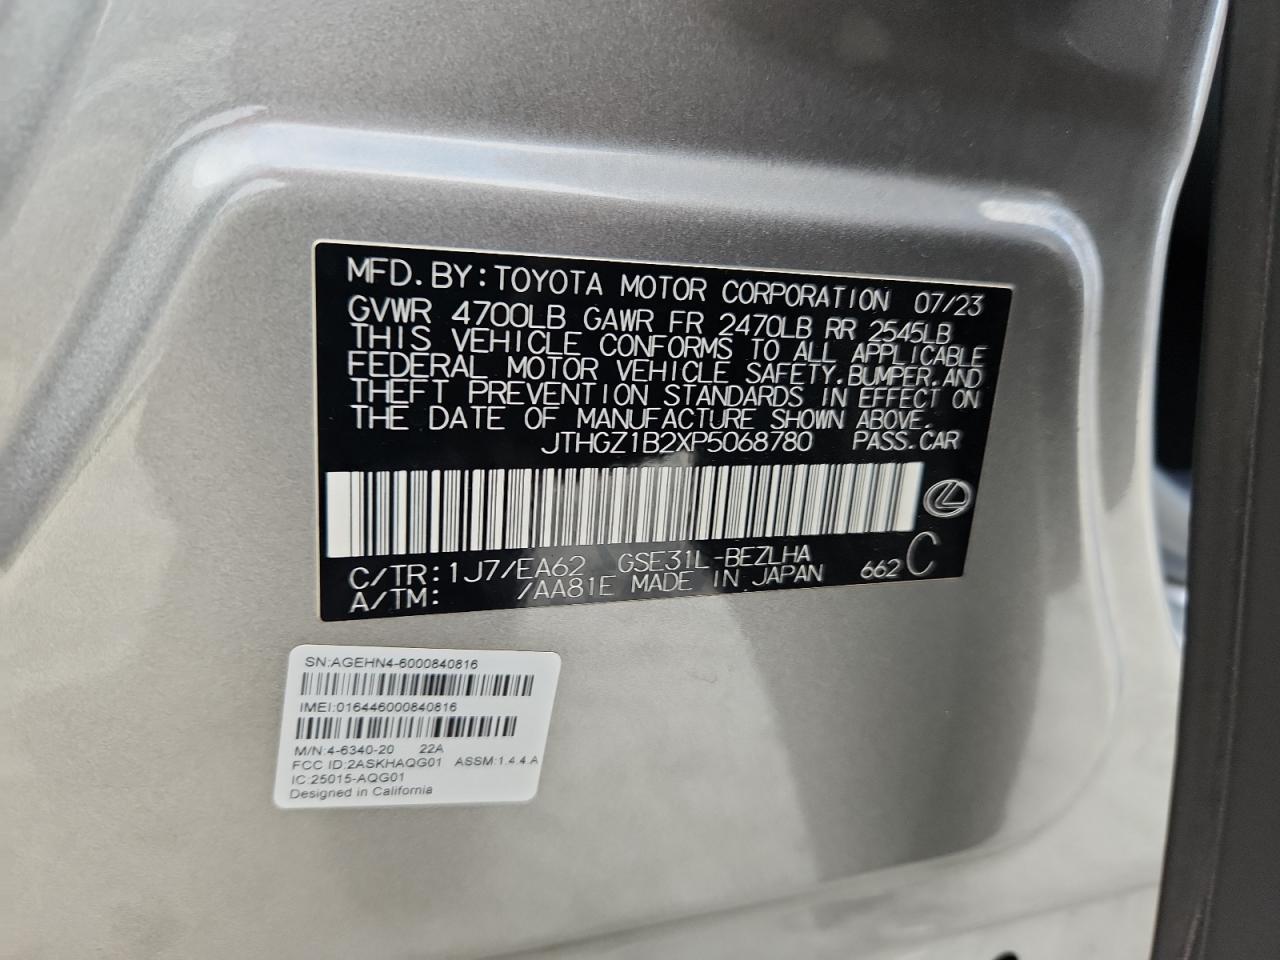 MFD. BY: TOYOTA MOTOR CORPORATION 07/23
GVWR 4700LB GAWR FR 2470LB RR 2545LB
THIS VEHICLE CONFORMS TO ALL APPLICABLE
FEDERAL MOTOR VEHICLE SAFETY, BUMPER, AND
THEFT PREVENTION STANDARDS IN EFFECT ON
THE DATE OF MANUFACTURE SHOWN ABOVE.
JTHGZ1B2XP5068780 PASS.CAR
C/TR: 1J7/EA62 GSE31L-BEZLHA 662 C
A/TM: /AA81E MADE IN JAPAN
SN:AGEHN4-6000840816
IMEI:016446000840816
M/N:4-6340-20 22A
FCC ID:2ASKHAQG01 ASSM:1.4.4.A
IC:25015-AQG01
Designed in California